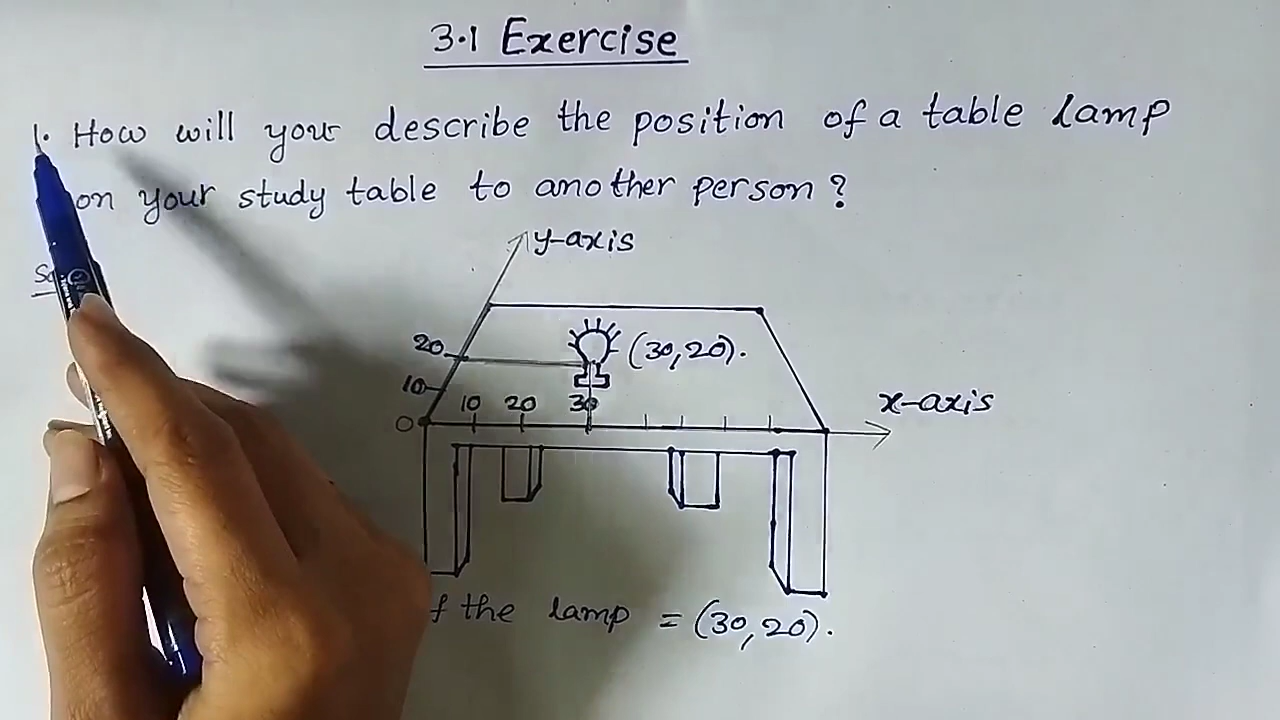 3.1 Exercise
1. How will your describe the position of a table lamp
on your study table to another person?
y-axis
20
(30,20).
10
10 20 30
x-axis
0
the lamp = (30,20).